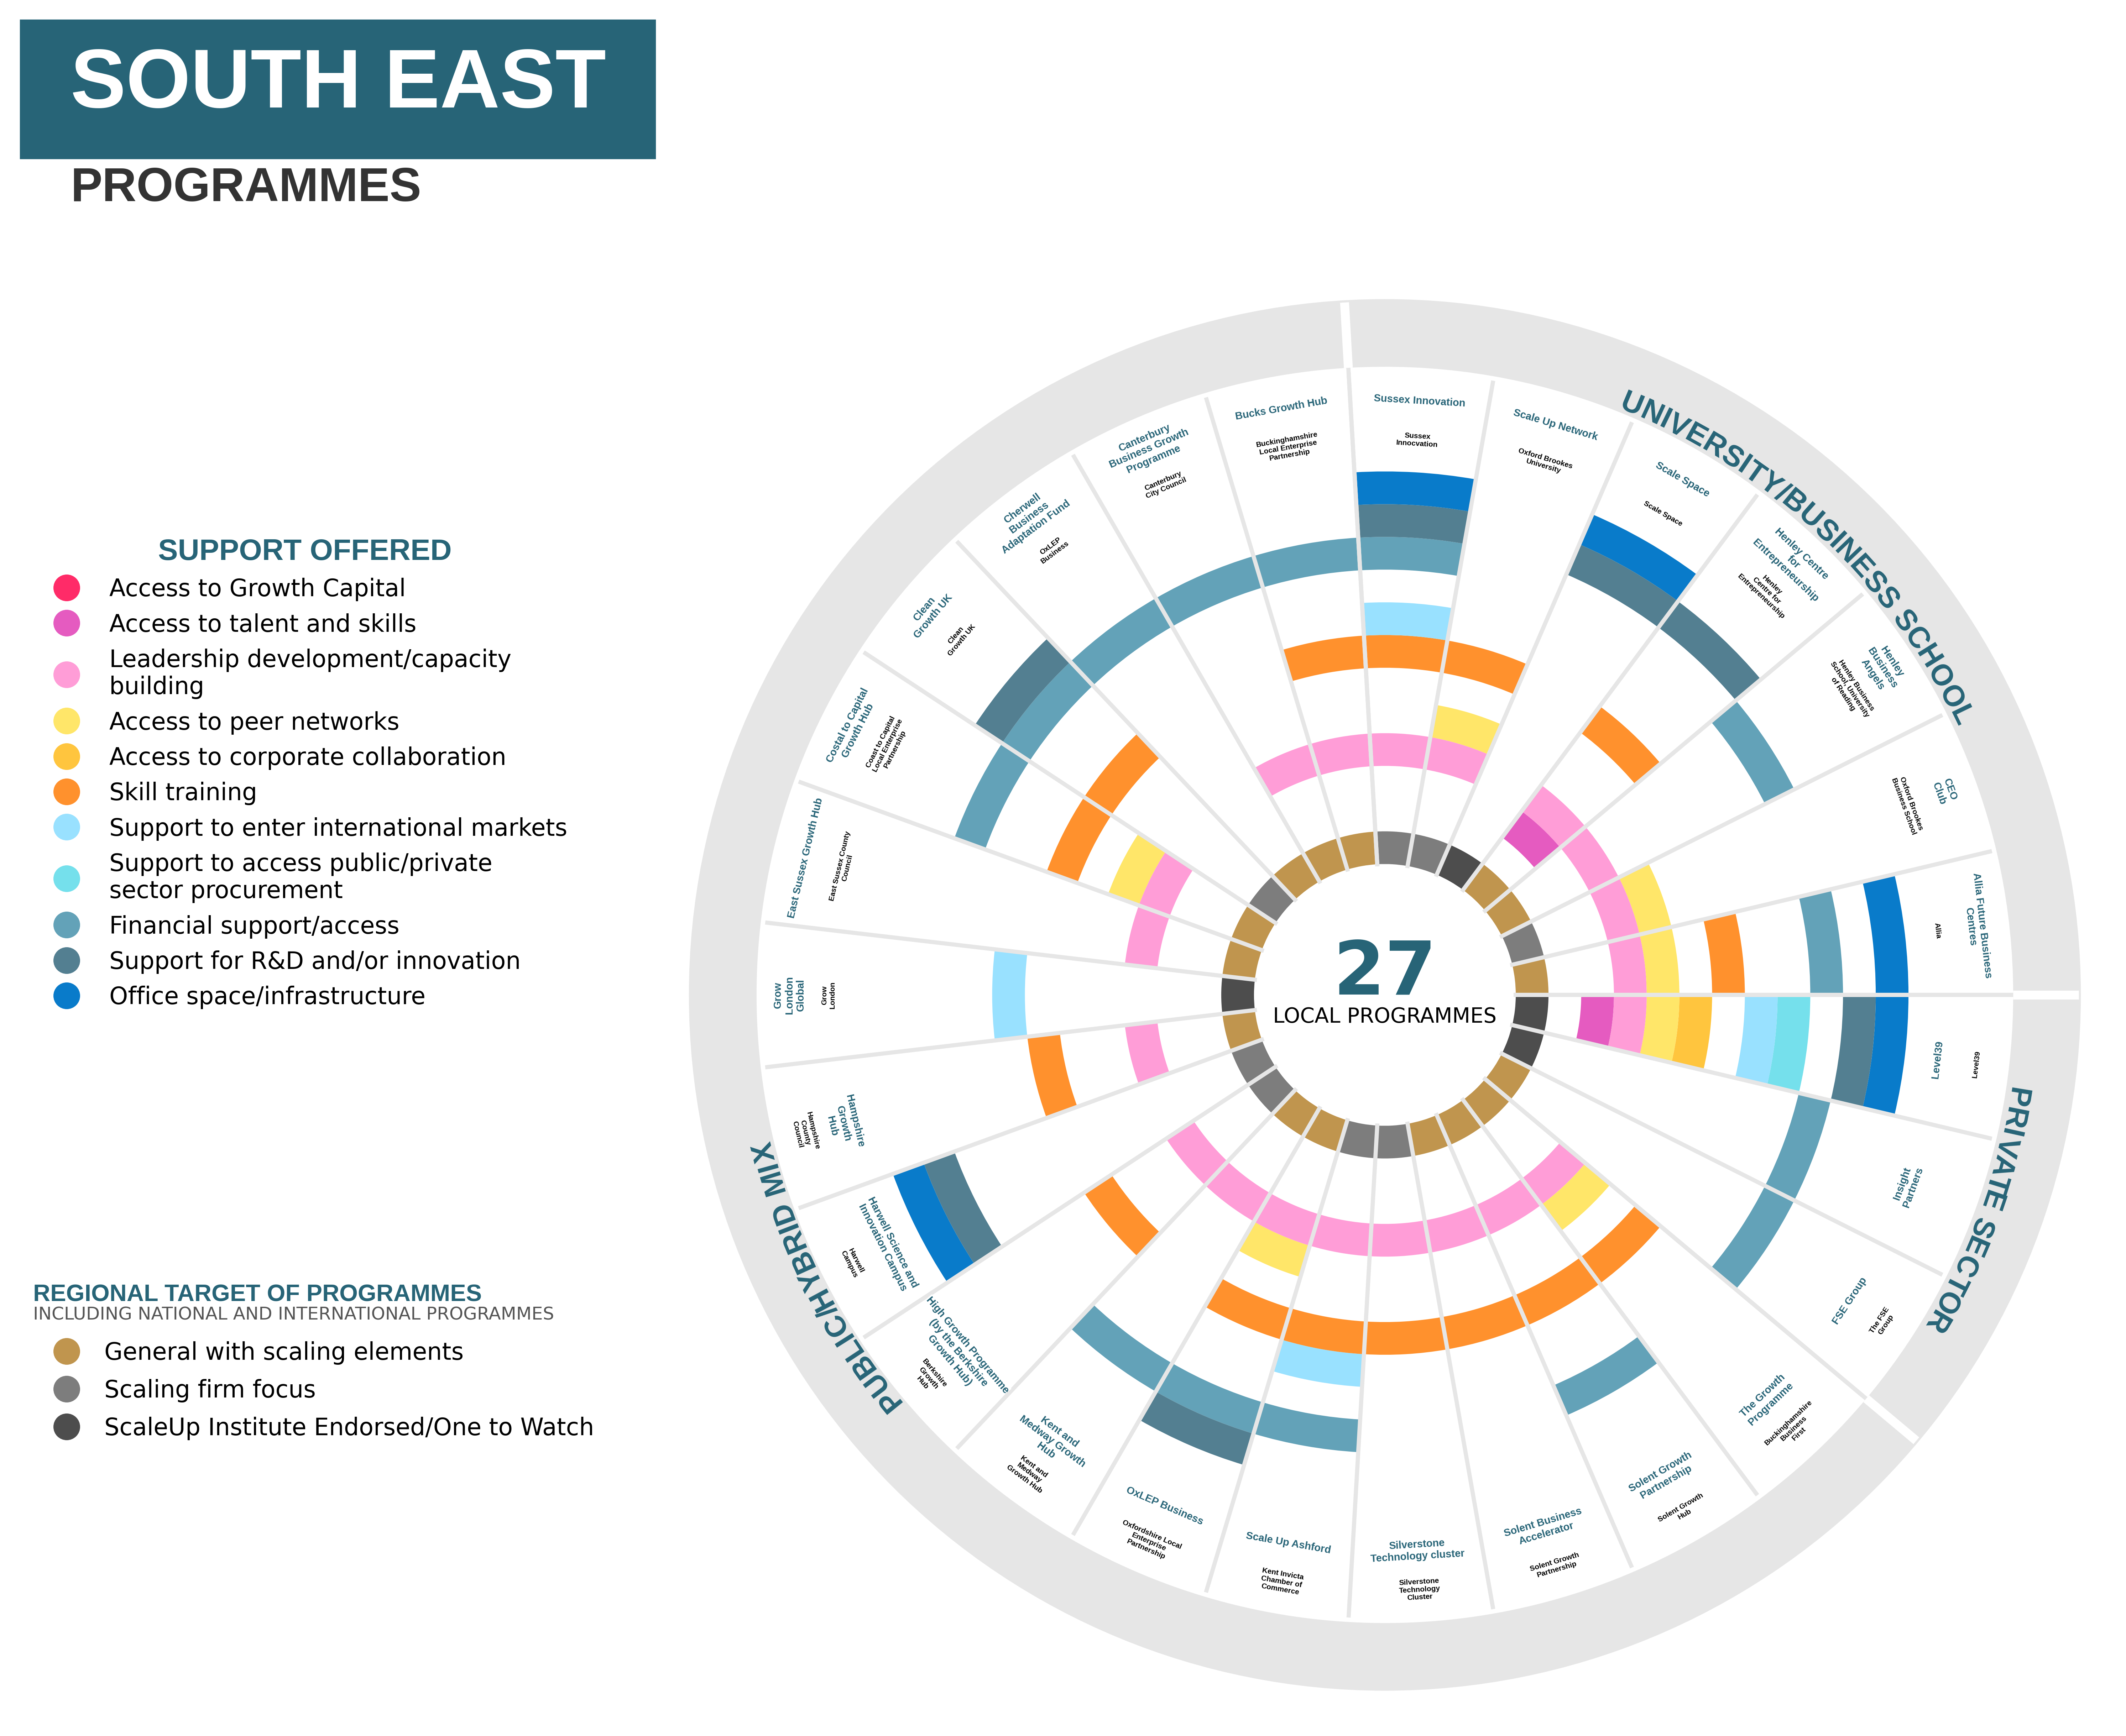 SOUTH EAST
PROGRAMMES
SUPPORT OFFERED
Access to Growth Capital
Access to talent and skills
Leadership development/capacity
building
Access to peer networks
Access to corporate collaboration
Skill training
Support to enter international markets
Support to access public/private
sector procurement
Financial support/access
Support for R&D and/or innovation
Office space/infrastructure
REGIONAL TARGET OF PROGRAMMES
INCLUDING NATIONAL AND INTERNATIONAL PROGRAMMES
General with scaling elements
Scaling firm focus
ScaleUp Institute Endorsed/One to Watch
27
LOCAL PROGRAMMES
UNIVERSITY/BUSINESS SCHOOL
Sussex Innovation
Sussex
Innocvation
Scale Up Network
Oxford Brookes
University
Scale Space
Scale Space
Henley Centre
for
Entrepreneurship
Henley
Centre for
Entrepreneurship
Henley
Business
Angels
Henley Business
School, University
of Reading
CEO
Club
Oxford Brookes
Business School
Allia Future Business
Centres
Allia
PRIVATE SECTOR
Level39
Level39
Insight
Partners
FSE Group
The FSE
Group
PUBLIC/HYBRID MIX
The Growth
Programme
Buckinghamshire
Business
First
Solent Growth
Partnership
Solent Growth
Hub
Solent Business
Accelerator
Solent Growth
Partnership
Silverstone
Technology cluster
Silverstone
Technology
Cluster
Scale Up Ashford
Kent Invicta
Chamber of
Commerce
OxLEP Business
Oxfordshire Local
Enterprise
Partnership
Kent and
Medway Growth
Hub
Kent and
Medway
Growth Hub
High Growth Programme
(by the Berkshire
Growth Hub)
Berkshire
Growth
Hub
Harwell Science and
Innovation Campus
Harwell
Campus
Hampshire
Growth
Hub
Hampshire
County
Council
Grow
London
Global
Grow
London
East Sussex Growth Hub
East Sussex County
Council
Costal to Capital
Growth Hub
Coast to Capital
Local Enterprise
Partnership
Clean
Growth UK
Clean
Growth UK
Cherwell
Business
Adaptation Fund
OxLEP
Business
Canterbury
Business Growth
Programme
Canterbury
City Council
Bucks Growth Hub
Buckinghamshire
Local Enterprise
Partnership